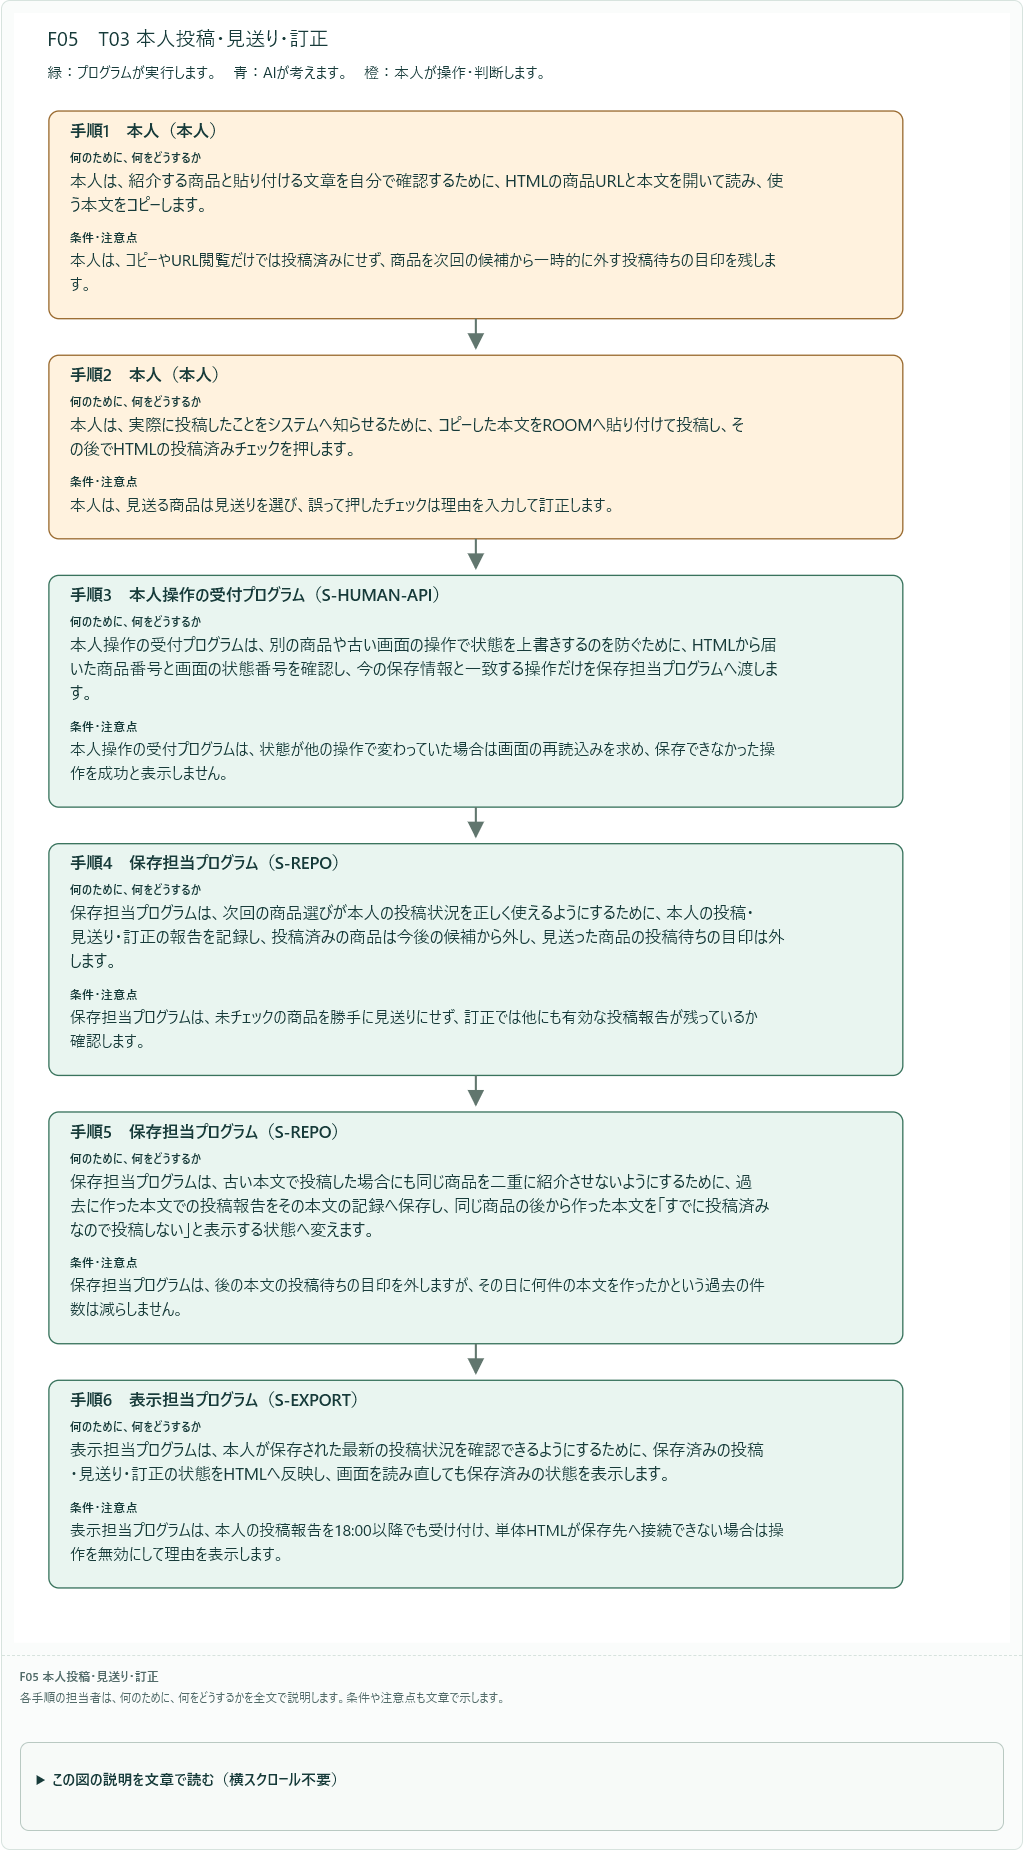 F05　T03 本人投稿・見送り・訂正
緑：プログラムが実行します。　青：AIが考えます。　橙：本人が操作・判断します。
手順1　本人（本人）
何のために、何をどうするか
本人は、紹介する商品と貼り付ける文章を自分で確認するために、HTMLの商品URLと本文を開いて読み、使
う本文をコピーします。
条件・注意点
本人は、コピーやURL閲覧だけでは投稿済みにせず、商品を次回の候補から一時的に外す投稿待ちの目印を残しま
す。
手順2　本人（本人）
何のために、何をどうするか
本人は、実際に投稿したことをシステムへ知らせるために、コピーした本文をROOMへ貼り付けて投稿し、そ
の後でHTMLの投稿済みチェックを押します。
条件・注意点
本人は、見送る商品は見送りを選び、誤って押したチェックは理由を入力して訂正します。
手順3　本人操作の受付プログラム（S-HUMAN-API）
何のために、何をどうするか
本人操作の受付プログラムは、別の商品や古い画面の操作で状態を上書きするのを防ぐために、HTMLから届
いた商品番号と画面の状態番号を確認し、今の保存情報と一致する操作だけを保存担当プログラムへ渡しま
す。
条件・注意点
本人操作の受付プログラムは、状態が他の操作で変わっていた場合は画面の再読込みを求め、保存できなかった操
作を成功と表示しません。
手順4　保存担当プログラム（S-REPO）
何のために、何をどうするか
保存担当プログラムは、次回の商品選びが本人の投稿状況を正しく使えるようにするために、本人の投稿・
見送り・訂正の報告を記録し、投稿済みの商品は今後の候補から外し、見送った商品の投稿待ちの目印は外
します。
条件・注意点
保存担当プログラムは、未チェックの商品を勝手に見送りにせず、訂正では他にも有効な投稿報告が残っているか
確認します。
手順5　保存担当プログラム（S-REPO）
何のために、何をどうするか
保存担当プログラムは、古い本文で投稿した場合にも同じ商品を二重に紹介させないようにするために、過
去に作った本文での投稿報告をその本文の記録へ保存し、同じ商品の後から作った本文を「すでに投稿済み
なので投稿しない」と表示する状態へ変えます。
条件・注意点
保存担当プログラムは、後の本文の投稿待ちの目印を外しますが、その日に何件の本文を作ったかという過去の件
数は減らしません。
手順6　表示担当プログラム（S-EXPORT）
何のために、何をどうするか
表示担当プログラムは、本人が保存された最新の投稿状況を確認できるようにするために、保存済みの投稿
・見送り・訂正の状態をHTMLへ反映し、画面を読み直しても保存済みの状態を表示します。
条件・注意点
表示担当プログラムは、本人の投稿報告を18:00以降でも受け付け、単体HTMLが保存先へ接続できない場合は操
作を無効にして理由を表示します。
F05 本人投稿・見送り・訂正
各手順の担当者は、何のために、何をどうするかを全文で説明します。条件や注意点も文章で示します。
▶ この図の説明を文章で読む（横スクロール不要）